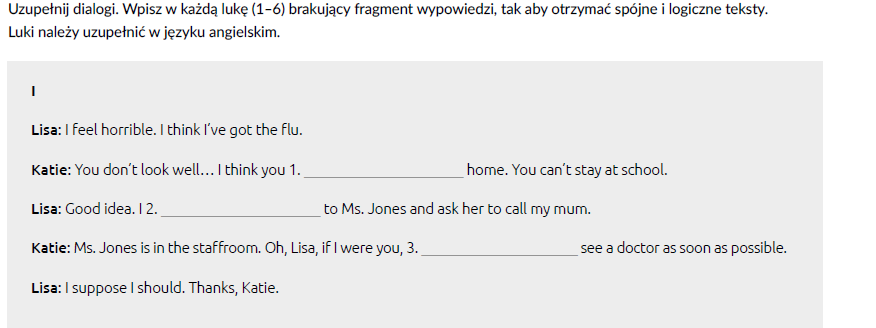 Uzupełnij dialogi. Wpisz w każdą lukę (1–6) brakujący fragment wypowiedzi, tak aby otrzymać spójne i logiczne teksty.
Luki należy uzupełnić w języku angielskim.
I
Lisa: I feel horrible. I think I've got the flu.
Katie: You don't look well... I think you 1. ____________________ home. You can't stay at school.
Lisa: Good idea. I 2. ____________________ to Ms. Jones and ask her to call my mum.
Katie: Ms. Jones is in the staffroom. Oh, Lisa, if I were you, 3. ____________________ see a doctor as soon as possible.
Lisa: I suppose I should. Thanks, Katie.